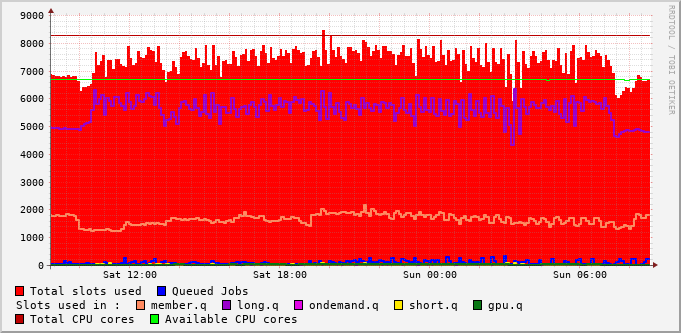 9000
8000
7000
6000
5000
4000
3000
2000
1000
0
Sat 12:00 Sat 18:00 Sun 00:00 Sun 06:00
RRDTOOL / TOBI OETIKER
Total slots used Queued Jobs
Slots used in : member.q long.q ondemand.q short.q gpu.q
Total CPU cores Available CPU cores